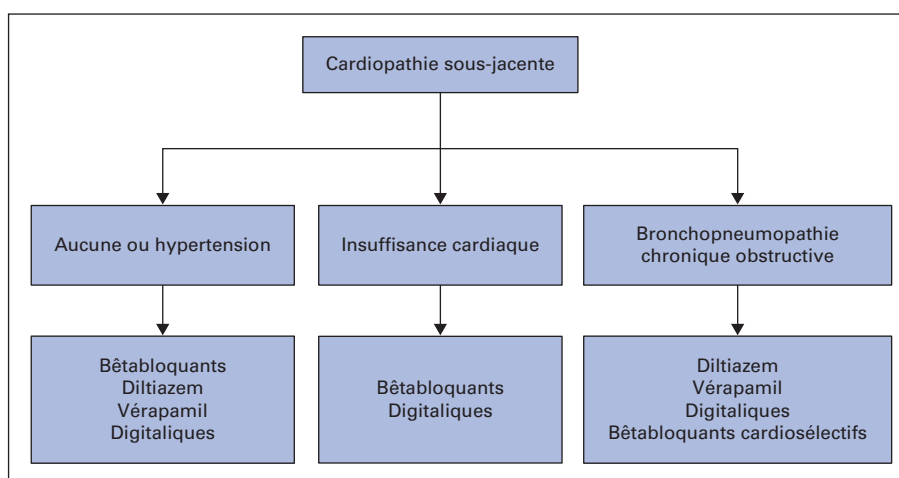 Cardiopathie sous-jacente
Aucune ou hypertension
Insuffisance cardiaque
Bronchopneumopathie
chronique obstructive
Bêtabloquants
Diltiazem
Vérapamil
Digitaliques
Bêtabloquants
Digitaliques
Diltiazem
Vérapamil
Digitaliques
Bêtabloquants cardiosélectifs